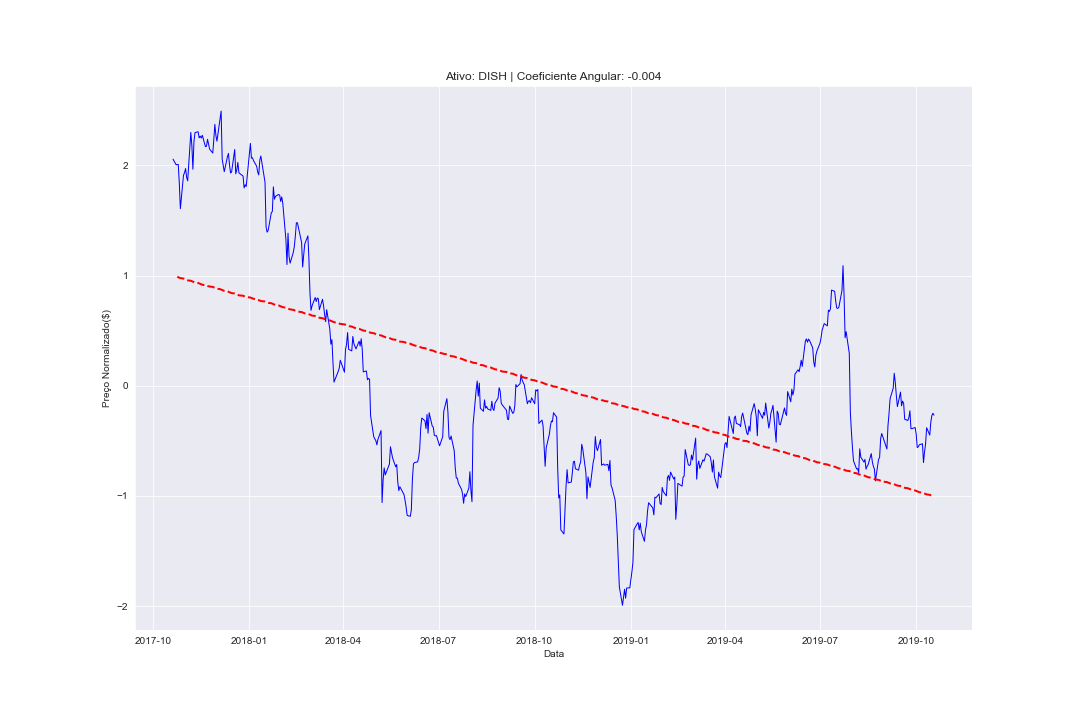 Ativo: DISH | Coeficiente Angular: -0.004
Preço Normalizado($)
2
1
0
−1
−2
2017-10 2018-01 2018-04 2018-07 2018-10 2019-01 2019-04 2019-07 2019-10
Data